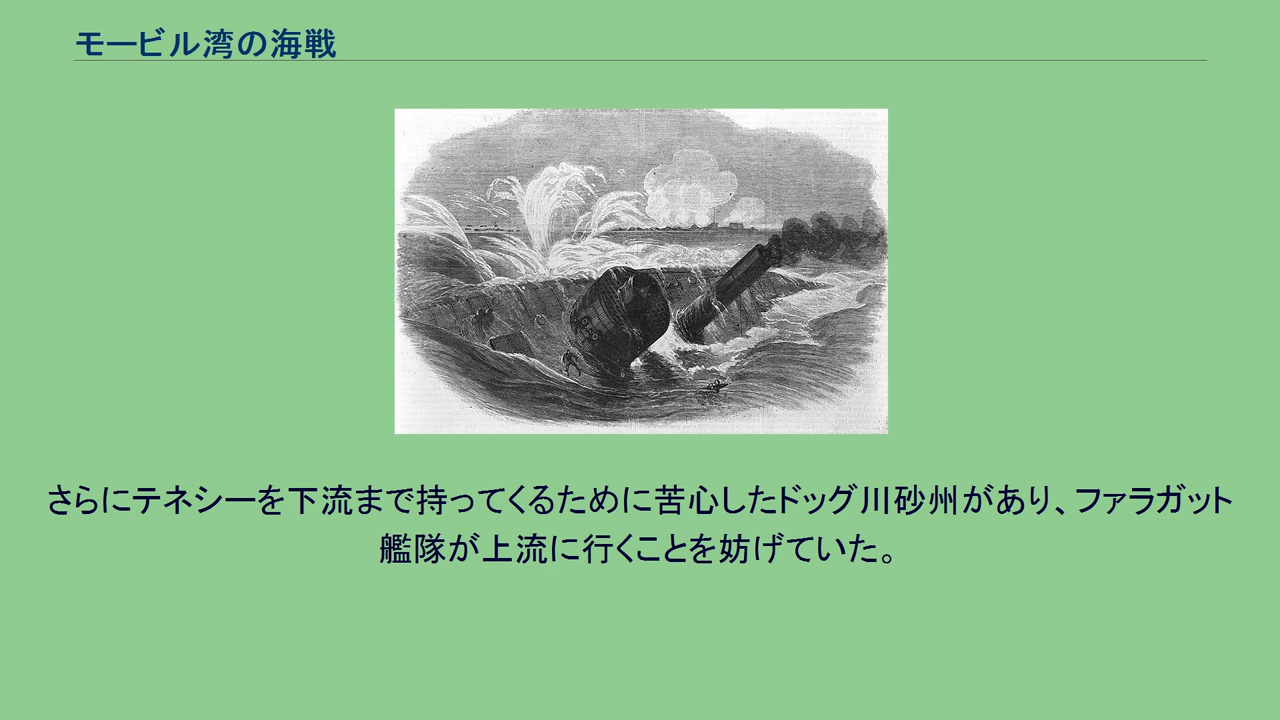 モービル湾の海戦
さらにテネシーを下流まで持ってくるために苦心したドッグ川砂州があり、ファラガット
艦隊が上流に行くことを妨げていた。